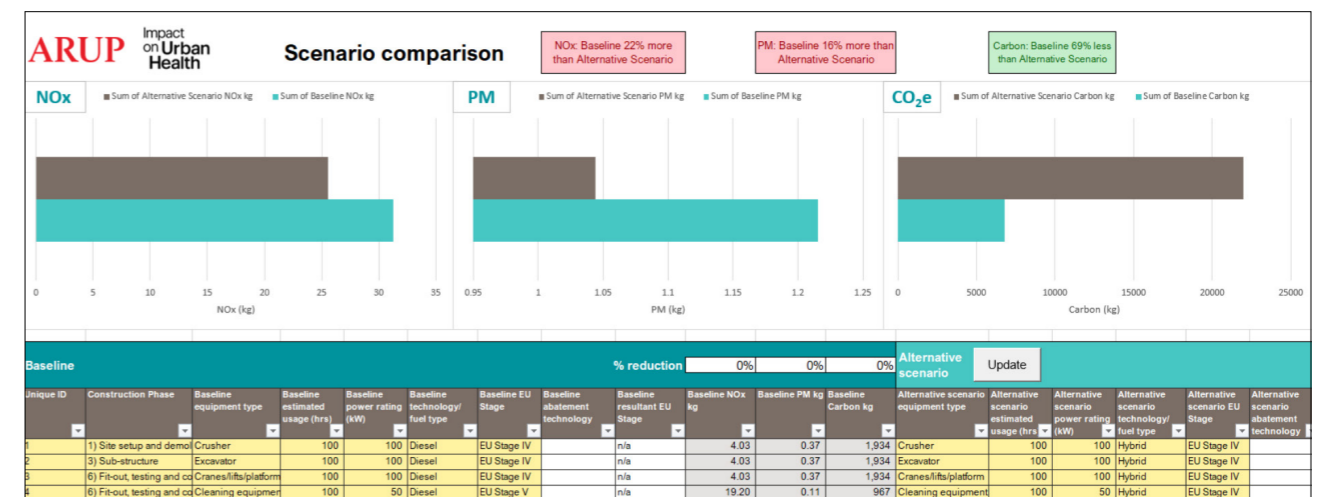 ARUP
Impact
on Urban
Health
Scenario comparison
NOx: Baseline 22% more
than Alternative Scenario
PM: Baseline 16% more than
Alternative Scenario
Carbon: Baseline 69% less
than Alternative Scenario
NOx
Sum of Alternative Scenario NOx kg
Sum of Baseline NOx kg
PM
Sum of Alternative Scenario PM kg
Sum of Baseline PM kg
CO₂e
Sum of Alternative Scenario Carbon kg
Sum of Baseline Carbon kg
0 5 10 15 20 25 30 35
NOx (kg)
0.95 1 1.05 1.1 1.15 1.2 1.25
PM (kg)
0 5000 10000 15000 20000 25000
Carbon (kg)
Baseline
% reduction 0% 0% 0%
Alternative
scenario
Update
Unique ID
Construction Phase
Baseline
equipment type
Baseline
estimated
usage (hrs)
Baseline
power rating
(kW)
Baseline
technology/
fuel type
Baseline EU
Stage
Baseline
abatement
technology
Baseline
resultant EU
Stage
Baseline NOx
kg
Baseline PM kg
Baseline
Carbon kg
Alternative scenario
equipment type
Alternative
scenario
estimated
usage (hrs
Alternative
scenario
power rating
(kW)
Alternative
scenario
technology/
fuel type
Alternative
scenario EU
Stage
Alternative
scenario
abatement
technology
1 1) Site setup and demol Crusher 100 100 Diesel EU Stage IV n/a 4.03 0.37 1,934 Crusher 100 100 Hybrid EU Stage IV
2 3) Sub-structure Excavator 100 100 Diesel EU Stage IV n/a 4.03 0.37 1,934 Excavator 100 100 Hybrid EU Stage IV
3 6) Fit-out, testing and co Cranes/lifts/platform 100 100 Diesel EU Stage IV n/a 4.03 0.37 1,934 Cranes/lifts/platform 100 100 Hybrid EU Stage IV
4 6) Fit-out, testing and co Cleaning equipmen 100 50 Diesel EU Stage V n/a 19.20 0.11 967 Cleaning equipment 100 50 Hybrid EU Stage IV